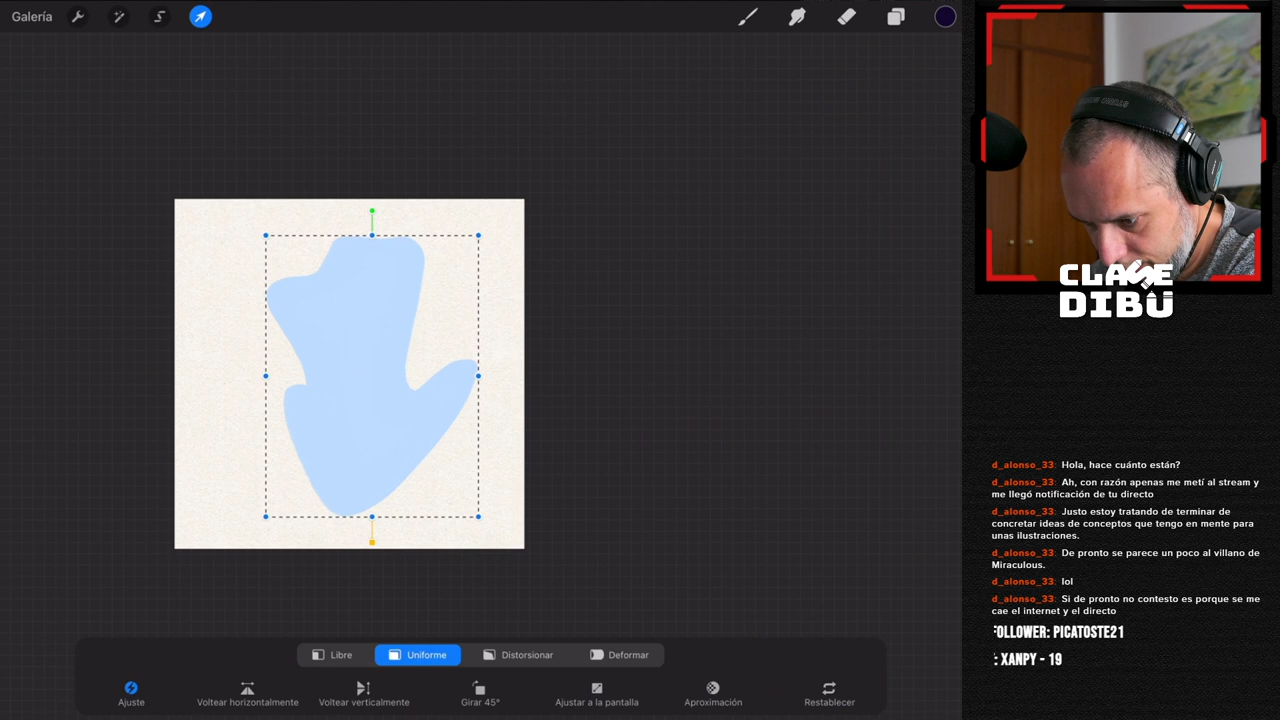 Galería
CLASE
DIBU
d_alonso_33: Hola, hace cuánto están?
d_alonso_33: Ah, con razón apenas me metí al stream y
me llegó notificación de tu directo
d_alonso_33: Justo estoy tratando de terminar de
concretar ideas de conceptos que tengo en mente para
unas ilustraciones.
d_alonso_33: De pronto se parece un poco al villano de
Miraculous.
d_alonso_33: lol
d_alonso_33: Si de pronto no contesto es porque se me
cae el internet y el directo
FOLLOWER: PICATOSTE21
: XANPY - 19
Libre
Uniforme
Distorsionar
Deformar
Ajuste
Voltear horizontalmente
Voltear verticalmente
Girar 45°
Ajustar a la pantalla
Aproximación
Restablecer